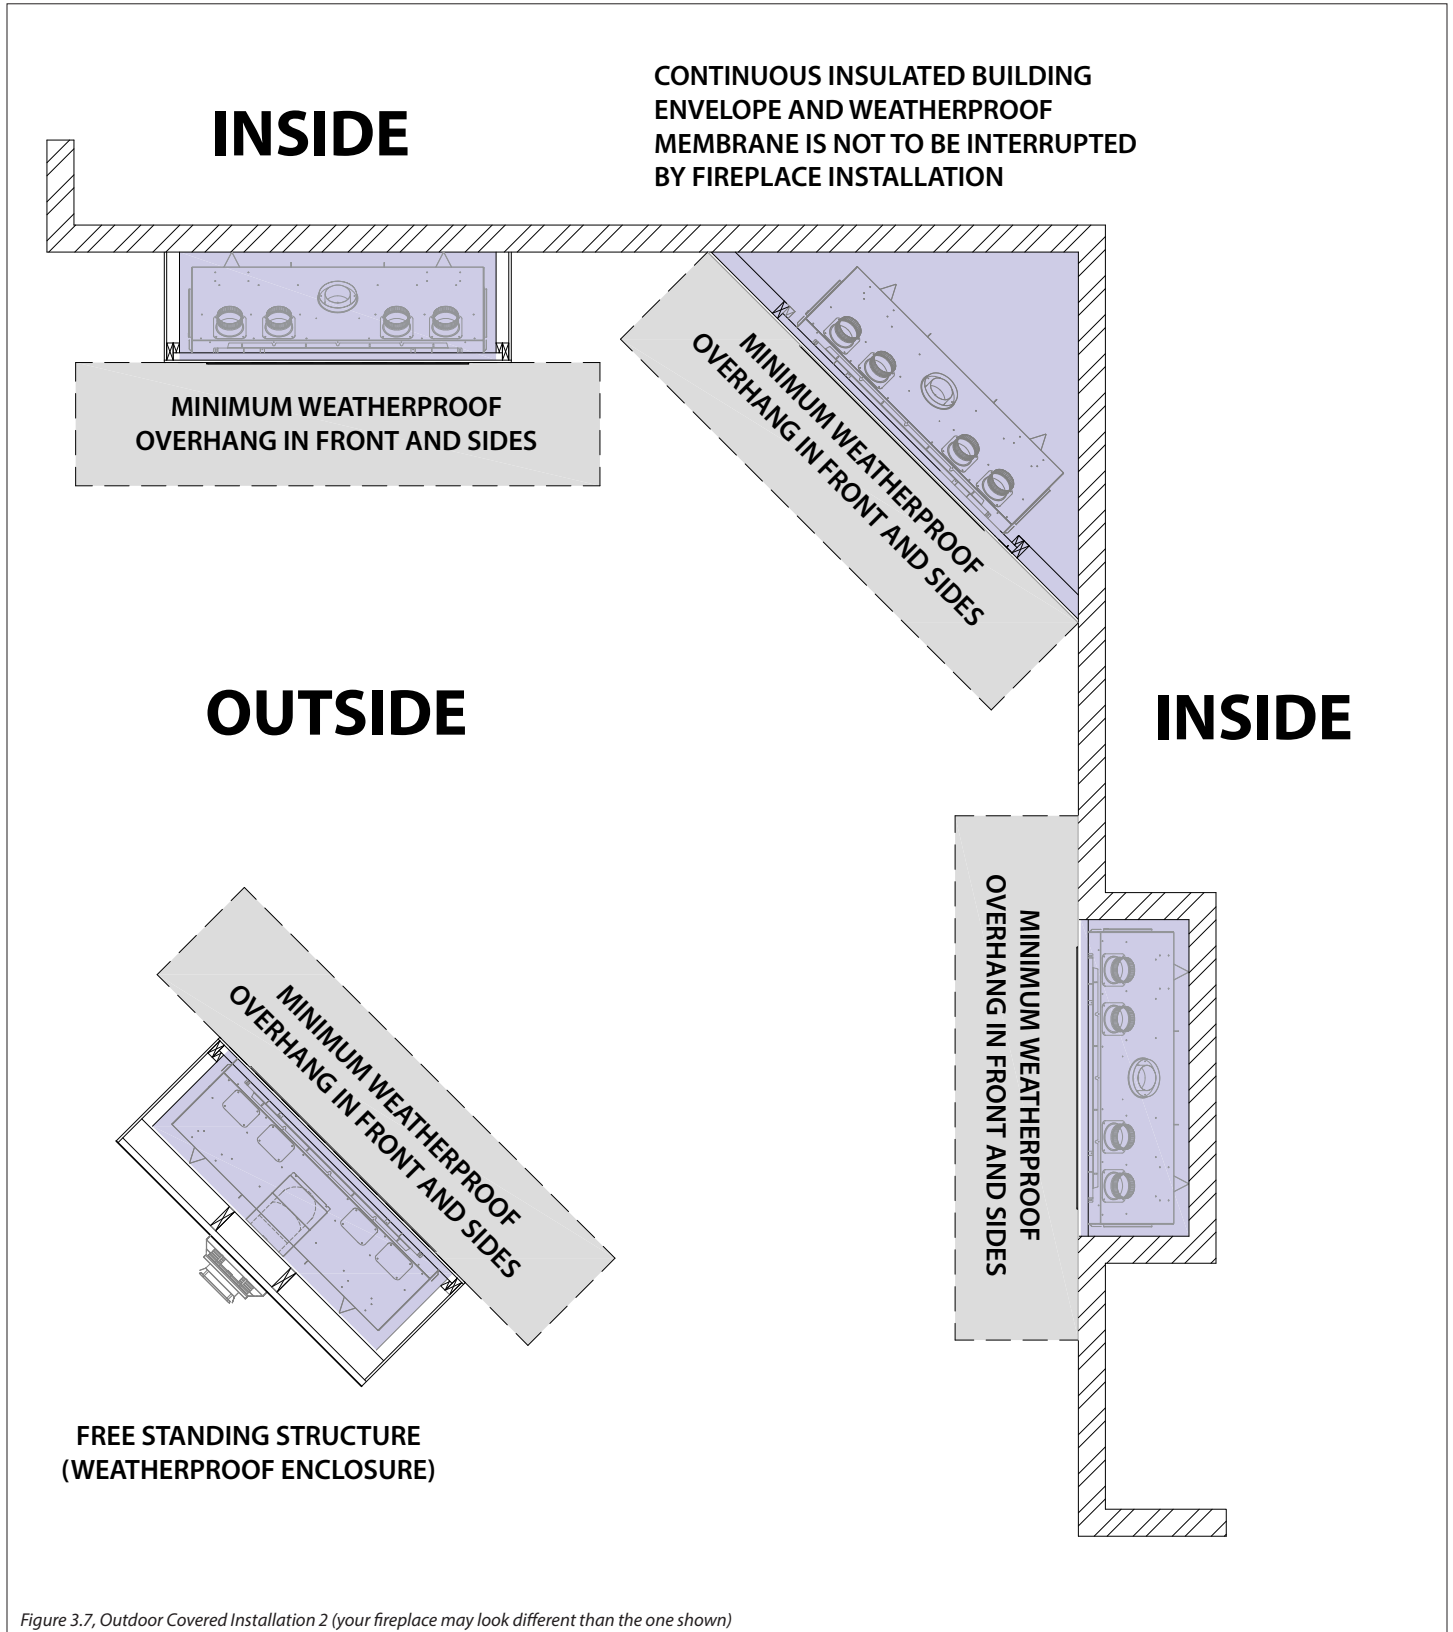 INSIDE
CONTINUOUS INSULATED BUILDING
ENVELOPE AND WEATHERPROOF
MEMBRANE IS NOT TO BE INTERRUPTED
BY FIREPLACE INSTALLATION
MINIMUM WEATHERPROOF
OVERHANG IN FRONT AND SIDES
MINIMUM WEATHERPROOF
OVERHANG IN FRONT AND SIDES
OUTSIDE
INSIDE
MINIMUM WEATHERPROOF
OVERHANG IN FRONT AND SIDES
MINIMUM WEATHERPROOF
OVERHANG IN FRONT AND SIDES
FREE STANDING STRUCTURE
(WEATHERPROOF ENCLOSURE)
Figure 3.7, Outdoor Covered Installation 2 (your fireplace may look different than the one shown)